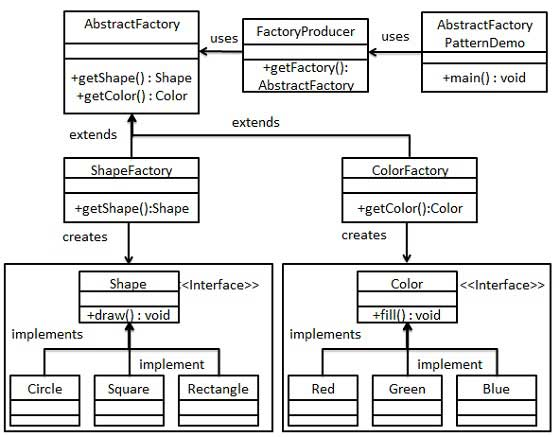 AbstractFactory
+getShape() : Shape
+getColor() : Color
uses
FactoryProducer
+getFactory():
AbstractFactory
uses
AbstractFactory
PatternDemo
+main() : void
extends
extends
ShapeFactory
+getShape():Shape
ColorFactory
+getColor():Color
creates
creates
Shape
<<Interface>>
+draw() : void
implements
implement
Circle
Square
Rectangle
Color
<<Interface>>
+fill() : void
implements
implement
Red
Green
Blue